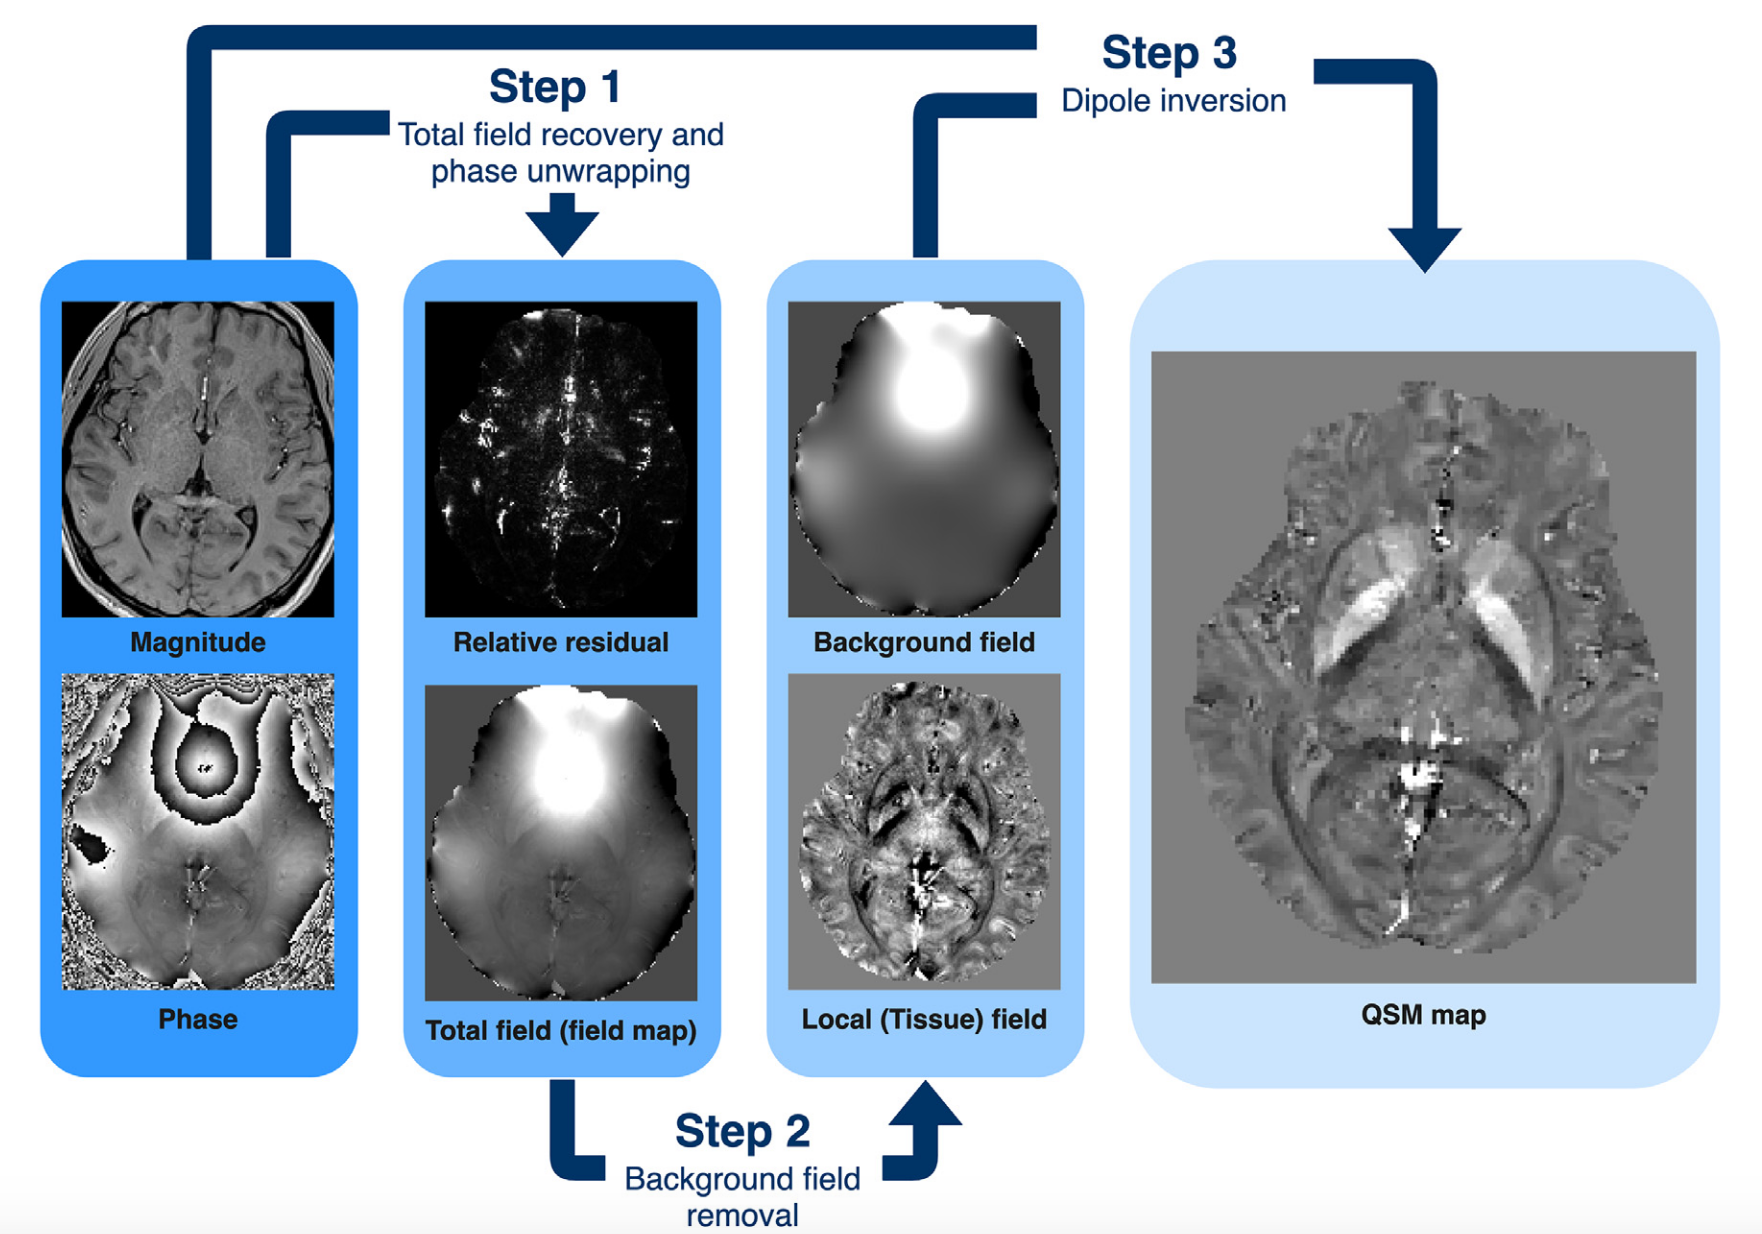 Step 1
Total field recovery and
phase unwrapping
Step 3
Dipole inversion
Magnitude
Phase
Relative residual
Total field (field map)
Background field
Local (Tissue) field
QSM map
Step 2
Background field
removal